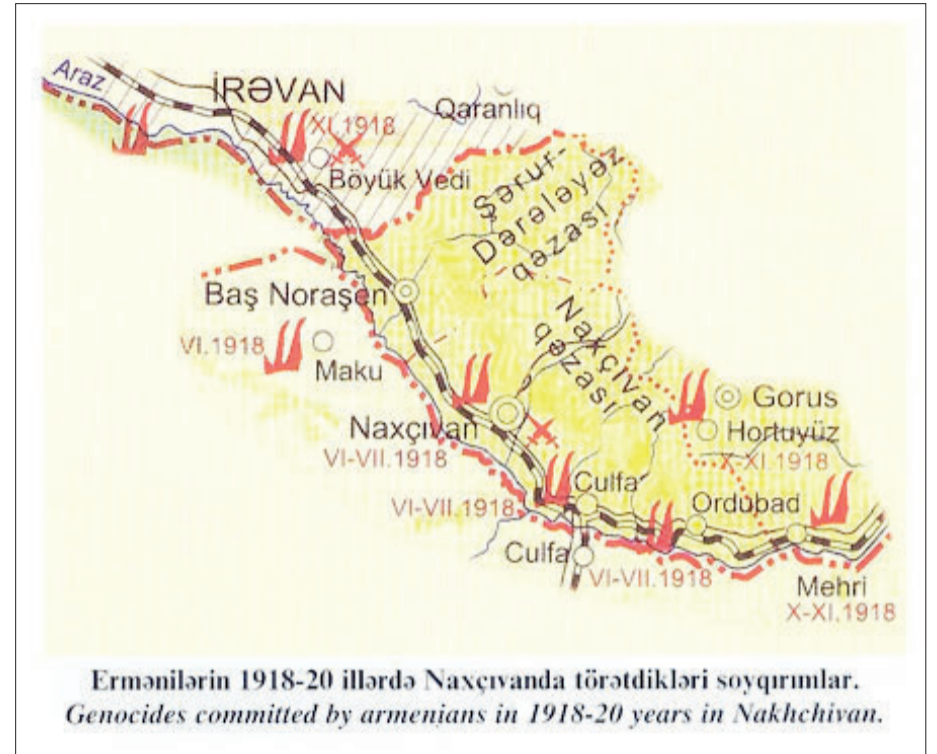 Araz
İRƏVAN
XI.1918
Qaranlıq
Böyük Vedi
Şərur-
Dərələyəz
qəzası
Baş Noraşen
VI.1918
Maku
Naxçıvan
qəzası
Naxçıvan
VI-VII.1918
Gorus
Hortuyüz
X-XI.1918
VI-VII.1918
Culfa
Ordubad
Culfa
VI-VII.1918
Mehri
X-XI.1918
Ermənilərin 1918-20 illərdə Naxçıvanda törətdikləri soyqırımlar.
Genocides committed by armenians in 1918-20 years in Nakhchivan.